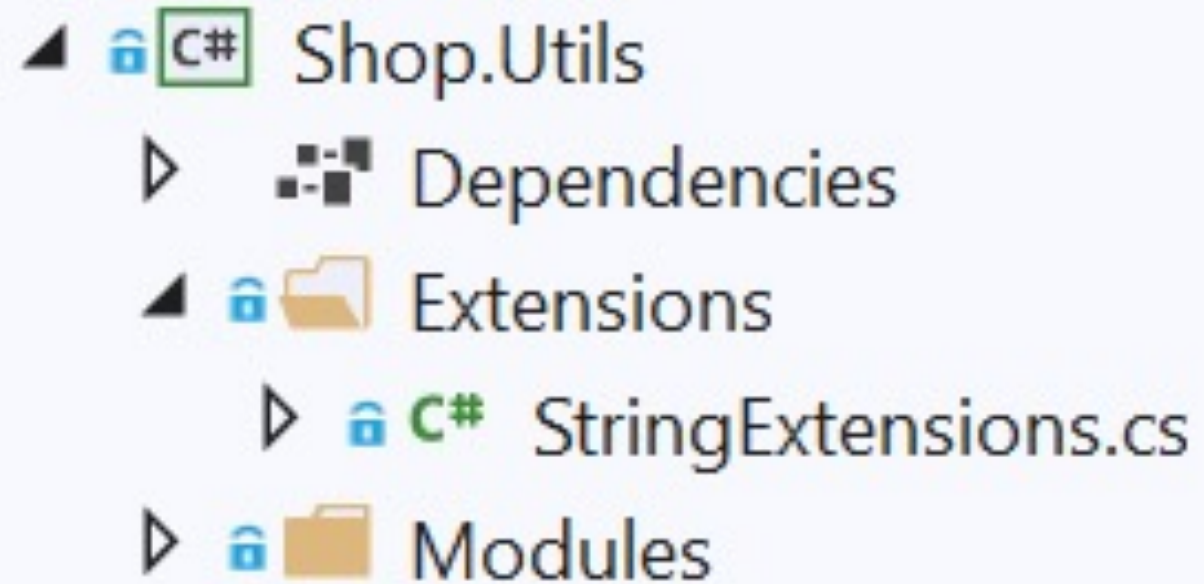 C# Shop.Utils
Dependencies
Extensions
C# StringExtensions.cs
Modules